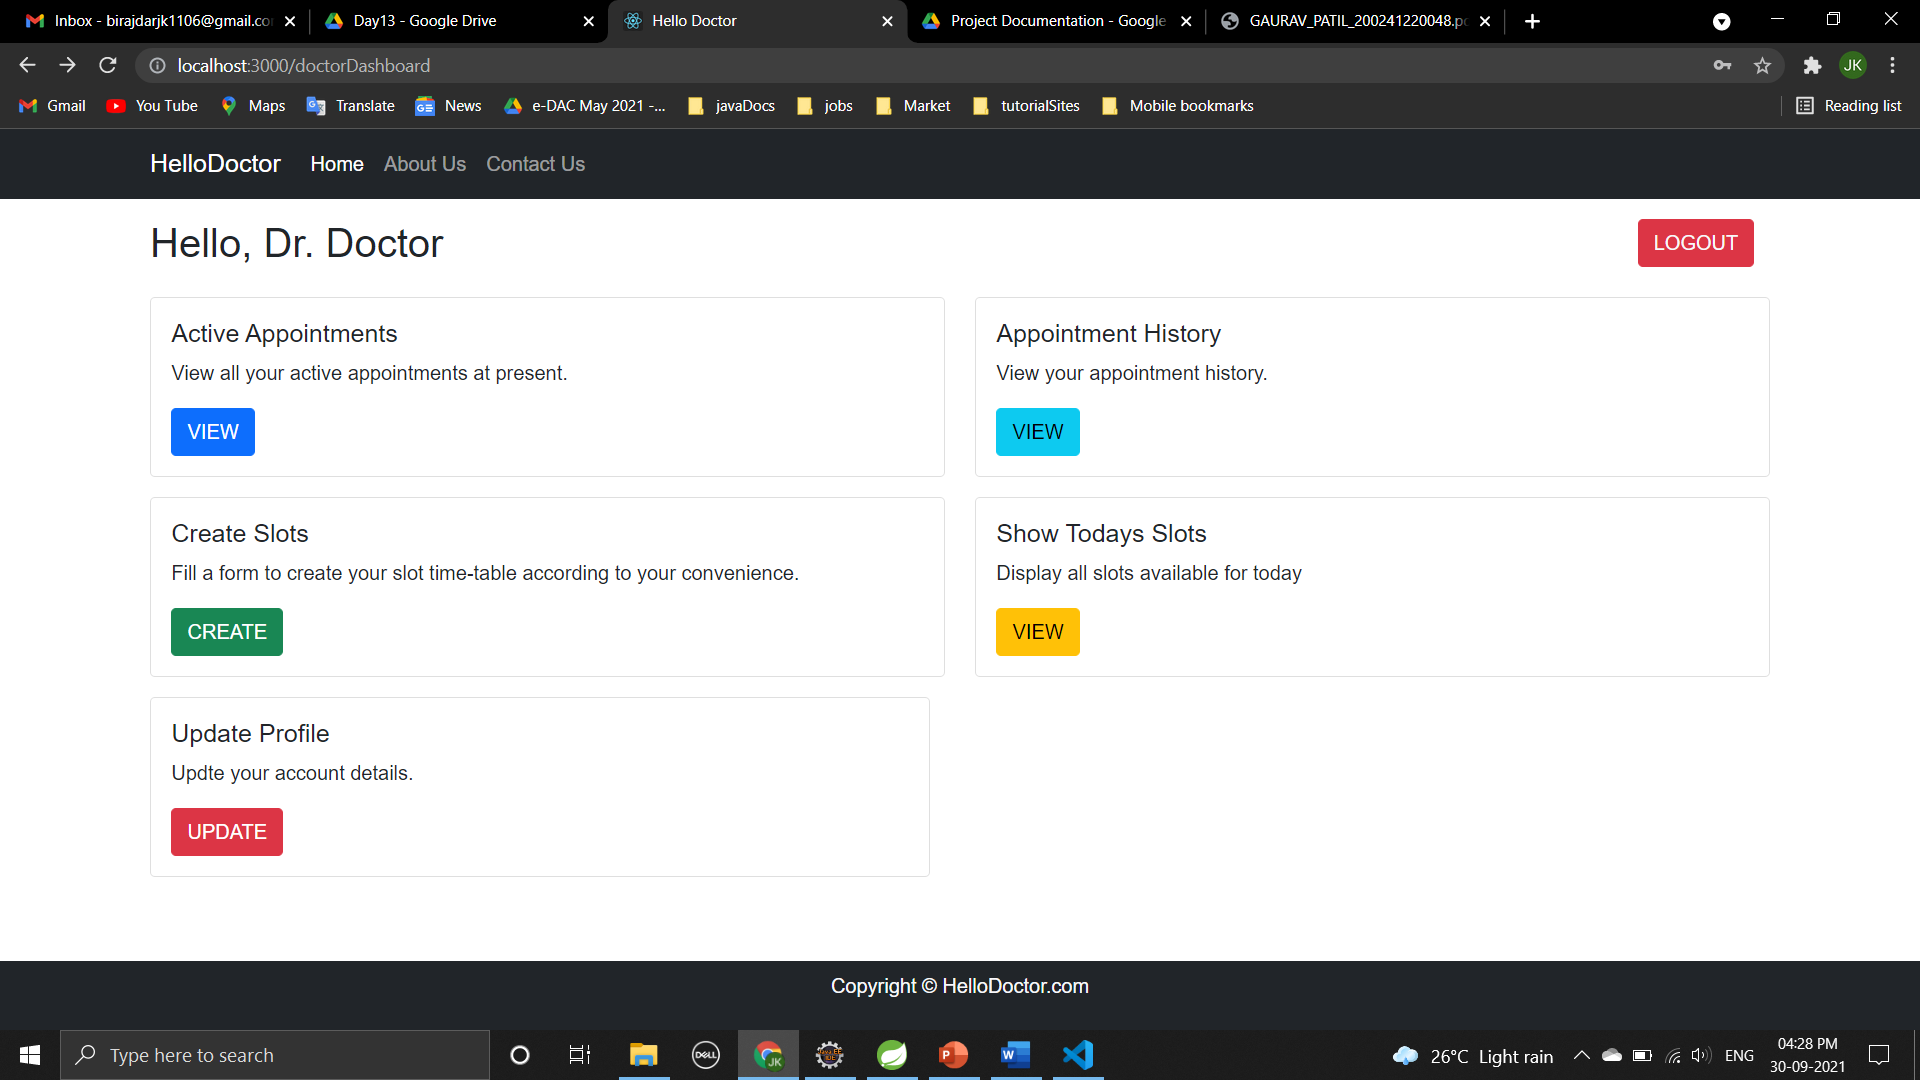 Inbox - birajdarjk1106@gmail.co
Day13 - Google Drive
Hello Doctor
Project Documentation - Google
GAURAV_PATIL_200241220048.p
localhost:3000/doctorDashboard
JK
Gmail
You Tube
Maps
Translate
News
e-DAC May 2021 -...
javaDocs
jobs
Market
tutorialSites
Mobile bookmarks
Reading list
HelloDoctor
Home
About Us
Contact Us
Hello, Dr. Doctor
LOGOUT
Active Appointments
View all your active appointments at present.
VIEW
Appointment History
View your appointment history.
VIEW
Create Slots
Fill a form to create your slot time-table according to your convenience.
CREATE
Show Todays Slots
Display all slots available for today
VIEW
Update Profile
Updte your account details.
UPDATE
Copyright © HelloDoctor.com
Type here to search
DELL
JK
26°C Light rain
ENG
04:28 PM
30-09-2021